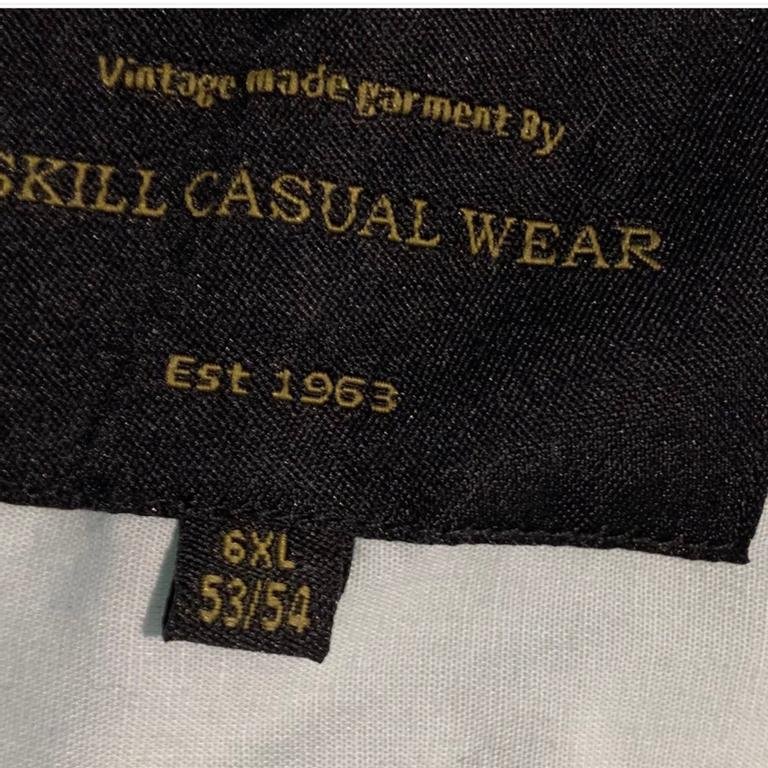 Vintage made garment By
SKILL CASUAL WEAR
Est 1963
6XL
53/54